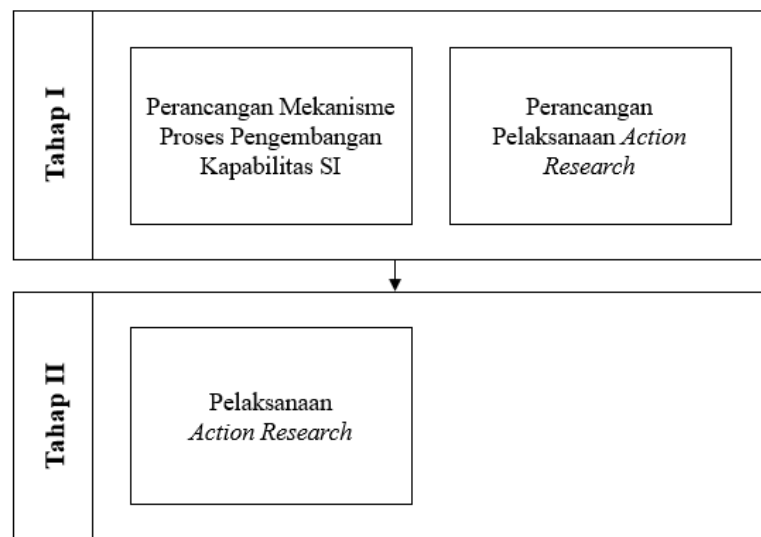 Tahap I
Perancangan Mekanisme
Proses Pengembangan
Kapabilitas SI
Perancangan
Pelaksanaan Action
Research
Tahap II
Pelaksanaan
Action Research